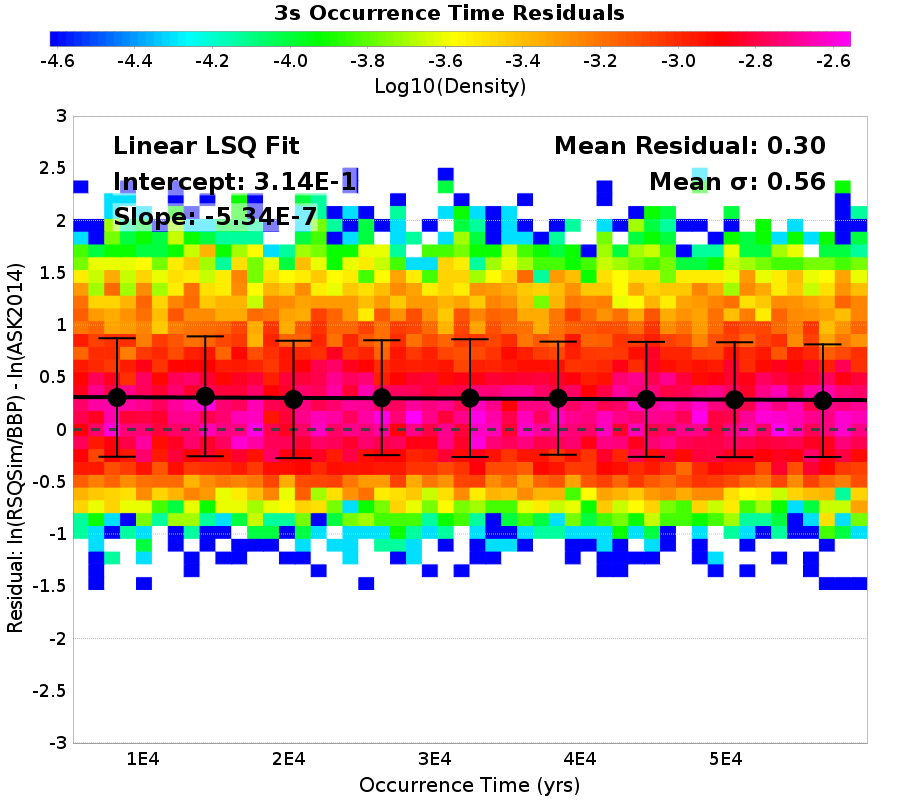 3s Occurrence Time Residuals
-4.6 -4.4 -4.2 -4.0 -3.8 -3.6 -3.4 -3.2 -3.0 -2.8 -2.6
Log10(Density)
Linear LSQ Fit
Intercept: 3.14E-1
Slope: -5.34E-7
Mean Residual: 0.30
Mean σ: 0.56
Residual: ln(RSQSim/BBP) - ln(ASK2014)
3
2.5
2
1.5
1
0.5
0
-0.5
-1
-1.5
-2
-2.5
-3
1E4 2E4 3E4 4E4 5E4
Occurrence Time (yrs)